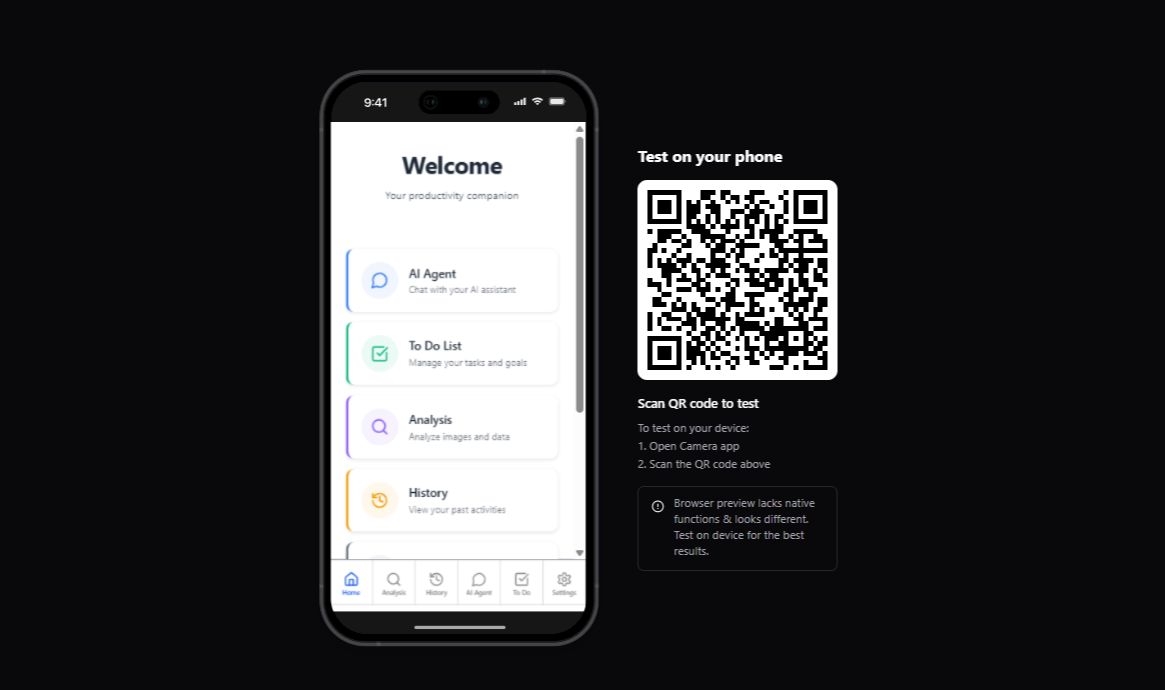 9:41
Welcome
Your productivity companion
AI Agent
Chat with your AI assistant
To Do List
Manage your tasks and goals
Analysis
Analyze images and data
History
View your past activities
Home
Analysis
History
AI Agent
To Do
Settings
Test on your phone
Scan QR code to test
To test on your device:
1. Open Camera app
2. Scan the QR code above
Browser preview lacks native
functions & looks different.
Test on device for the best
results.